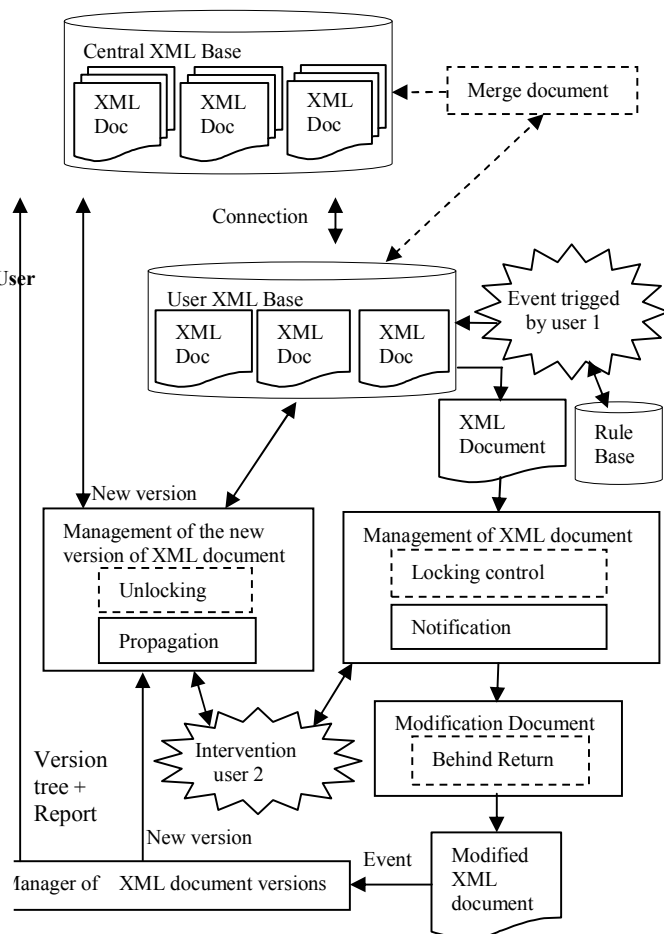 Central XML Base
XML
Doc
XML
Doc
XML
Doc
Merge document
Connection
User
User XML Base
XML
Doc
XML
Doc
XML
Doc
Event trigged
by user 1
XML
Document
Rule
Base
New version
Management of the new
version of XML document
Unlocking
Propagation
Management of XML document
Locking control
Notification
Intervention
user 2
Modification Document
Behind Return
Version
tree +
Report
New version
Manager of XML document versions
Event
Modified
XML
document